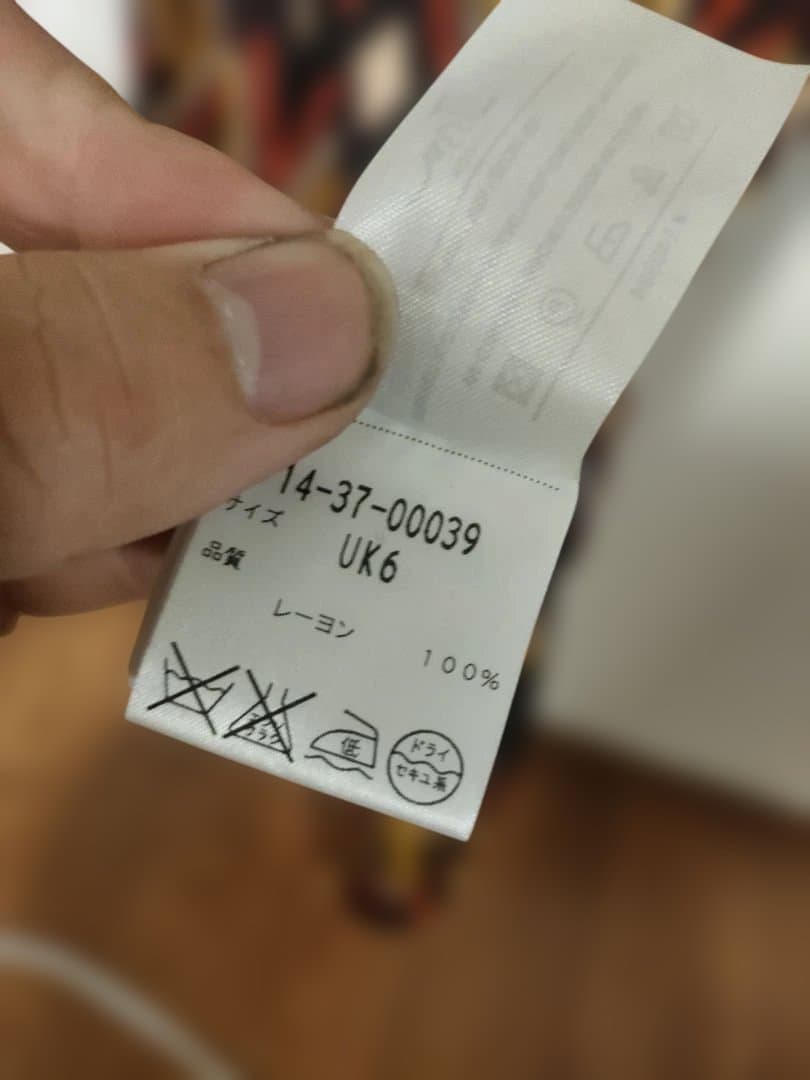 14-37-00039
サイズ UK6
品質
レーヨン 100%
低
ドライ
セキユ系